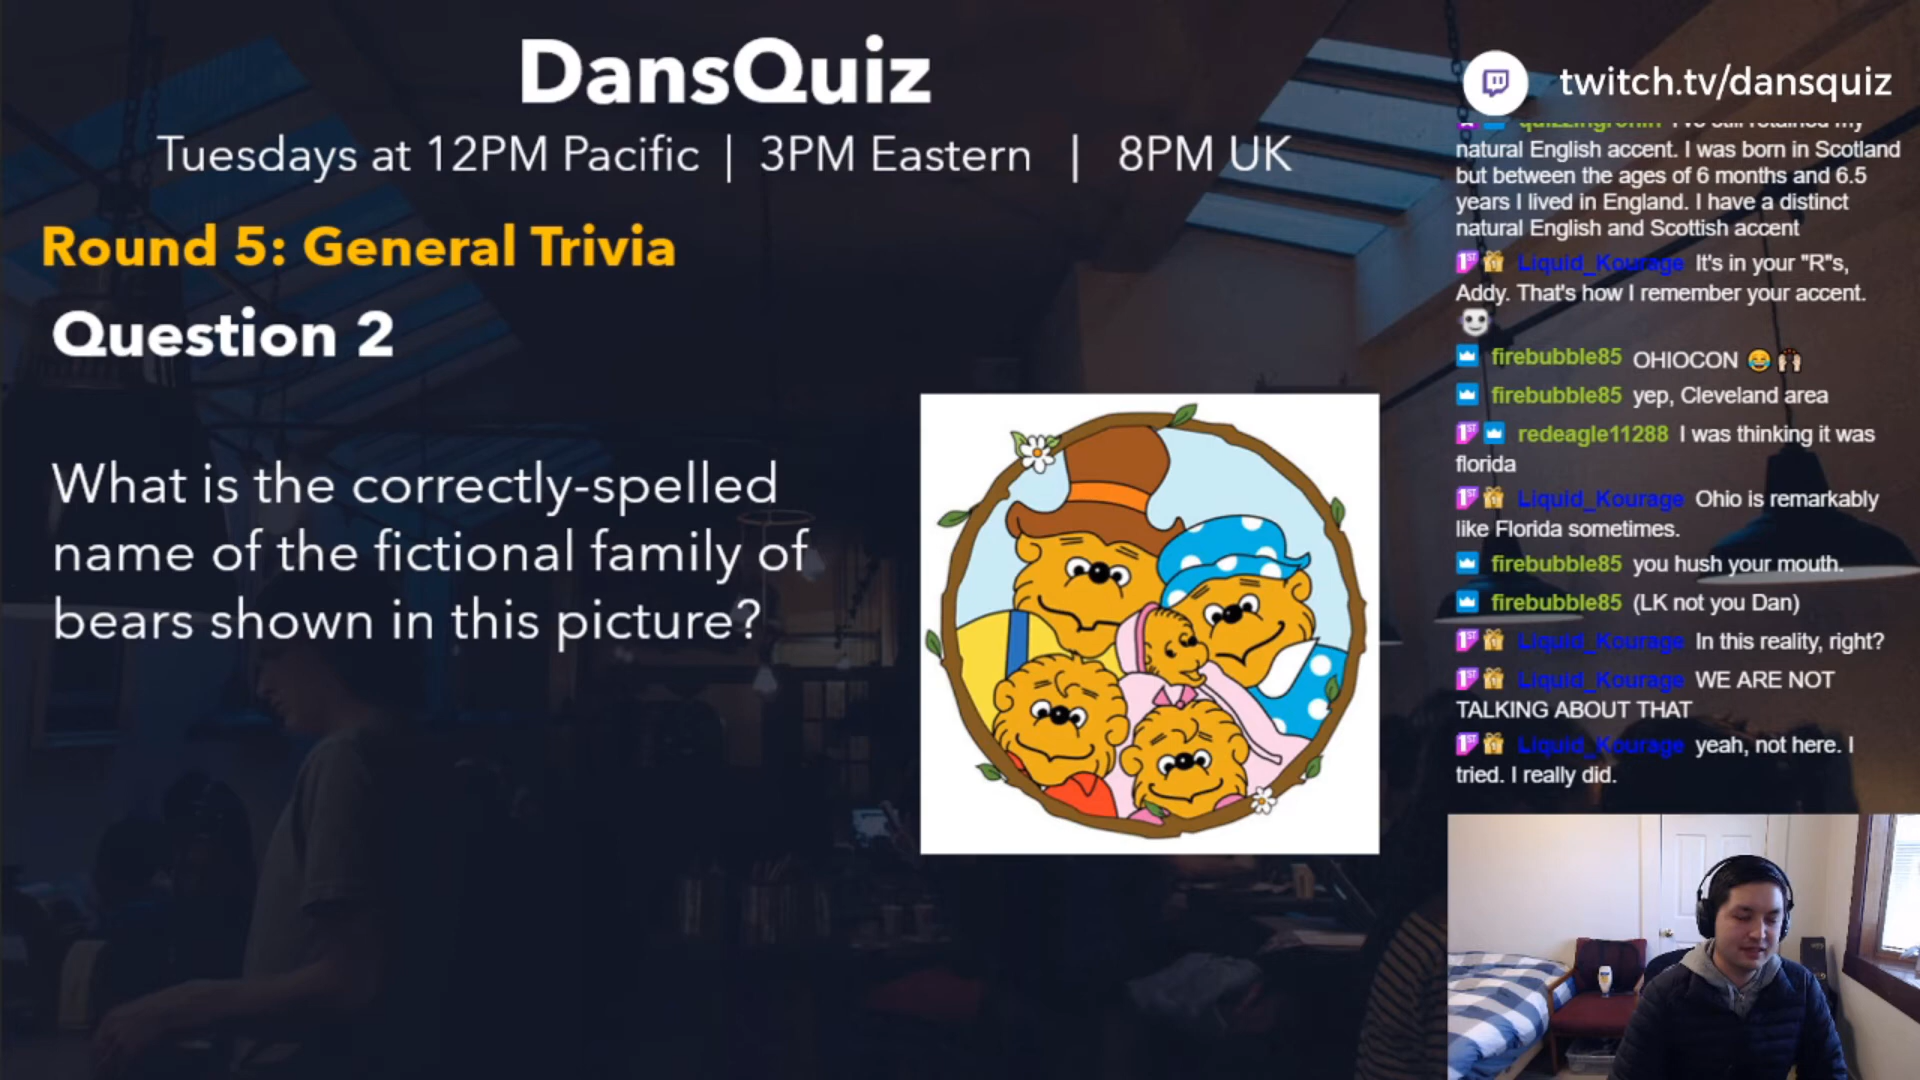 DansQuiz
Tuesdays at 12PM Pacific | 3PM Eastern | 8PM UK
Round 5: General Trivia
Question 2
What is the correctly-spelled
name of the fictional family of
bears shown in this picture?
twitch.tv/dansquiz
natural English accent. I was born in Scotland
but between the ages of 6 months and 6.5
years I lived in England. I have a distinct
natural English and Scottish accent
1ST Liquid_Kourage It's in your "R"s,
Addy. That's how I remember your accent.
firebubble85 OHIOCON 😂 🙌
firebubble85 yep, Cleveland area
1ST redeagle11288 I was thinking it was
florida
1ST Liquid_Kourage Ohio is remarkably
like Florida sometimes.
firebubble85 you hush your mouth.
firebubble85 (LK not you Dan)
1ST Liquid_Kourage In this reality, right?
1ST Liquid_Kourage WE ARE NOT
TALKING ABOUT THAT
1ST Liquid_Kourage yeah, not here. I
tried. I really did.